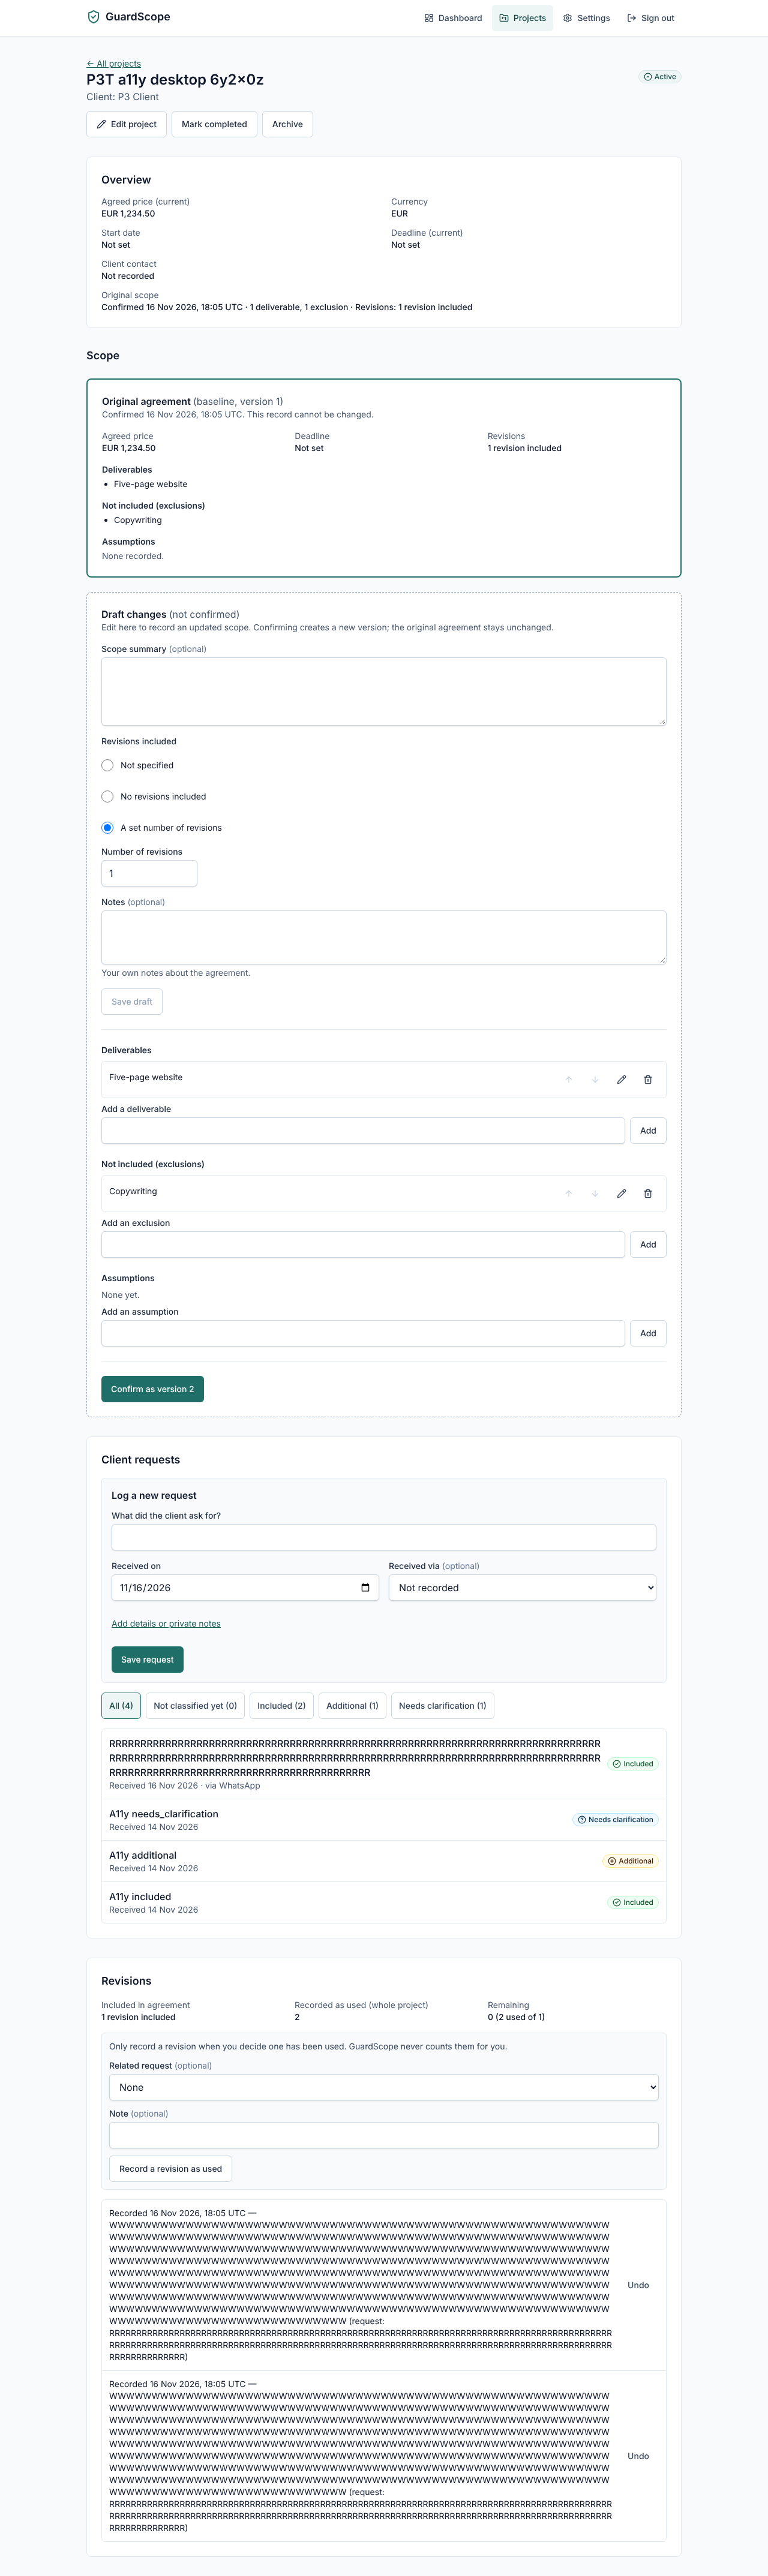 GuardScope
Dashboard
Projects
Settings
Sign out
← All projects
P3T a11y desktop 6y2x0z
Active
Client: P3 Client
Edit project
Mark completed
Archive
Overview
Agreed price (current)
Currency
EUR 1,234.50
EUR
Start date
Deadline (current)
Not set
Not set
Client contact
Not recorded
Original scope
Confirmed 16 Nov 2026, 18:05 UTC · 1 deliverable, 1 exclusion · Revisions: 1 revision included
Scope
Original agreement (baseline, version 1)
Confirmed 16 Nov 2026, 18:05 UTC. This record cannot be changed.
Agreed price
Deadline
Revisions
EUR 1,234.50
Not set
1 revision included
Deliverables
• Five-page website
Not included (exclusions)
• Copywriting
Assumptions
None recorded.
Draft changes (not confirmed)
Edit here to record an updated scope. Confirming creates a new version; the original agreement stays unchanged.
Scope summary (optional)
Revisions included
Not specified
No revisions included
A set number of revisions
Number of revisions
1
Notes (optional)
Your own notes about the agreement.
Save draft
Deliverables
Five-page website
Add a deliverable
Add
Not included (exclusions)
Copywriting
Add an exclusion
Add
Assumptions
None yet.
Add an assumption
Add
Confirm as version 2
Client requests
Log a new request
What did the client ask for?
Received on
Received via (optional)
11/16/2026
Not recorded
Add details or private notes
Save request
All (4)
Not classified yet (0)
Included (2)
Additional (1)
Needs clarification (1)
Included
Received 16 Nov 2026 · via WhatsApp
A11y needs_clarification
Needs clarification
Received 14 Nov 2026
A11y additional
Additional
Received 14 Nov 2026
A11y included
Included
Received 14 Nov 2026
Revisions
Included in agreement
Recorded as used (whole project)
Remaining
1 revision included
2
0 (2 used of 1)
Only record a revision when you decide one has been used. GuardScope never counts them for you.
Related request (optional)
None
Note (optional)
Record a revision as used
Recorded 16 Nov 2026, 18:05 UTC —
(request:
Undo
Recorded 16 Nov 2026, 18:05 UTC —
(request:
Undo